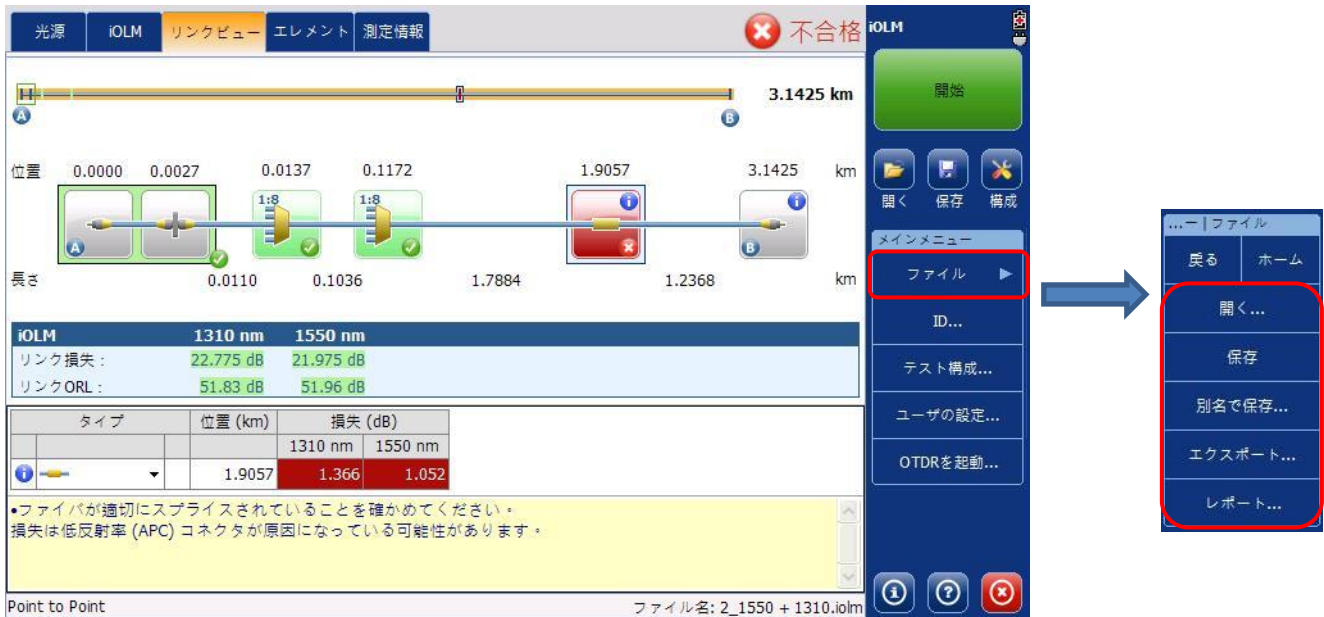 光源 iOLM リンクビュー エレメント 測定情報 不合格
3.1425 km
A
B
位置 0.0000 0.0027 0.0137 0.1172 1.9057 3.1425 km
1:8 1:8
A B
長さ 0.0110 0.1036 1.7884 1.2368 km
iOLM 1310 nm 1550 nm
リンク損失: 22.775 dB 21.975 dB
リンクORL: 51.83 dB 51.96 dB
タイプ 位置 (km) 損失 (dB)
1310 nm 1550 nm
1.9057 1.366 1.052
•ファイバが適切にスプライスされていることを確かめてください。
損失は低反射率 (APC) コネクタが原因になっている可能性があります。
Point to Point ファイル名: 2_1550 + 1310.iolm
iOLM
開始
開く 保存 構成
メインメニュー
ファイル
ID...
テスト構成...
ユーザの設定...
OTDRを起動...
...ー|ファイル
戻る ホーム
開く...
保存
別名で保存...
エクスポート...
レポート...